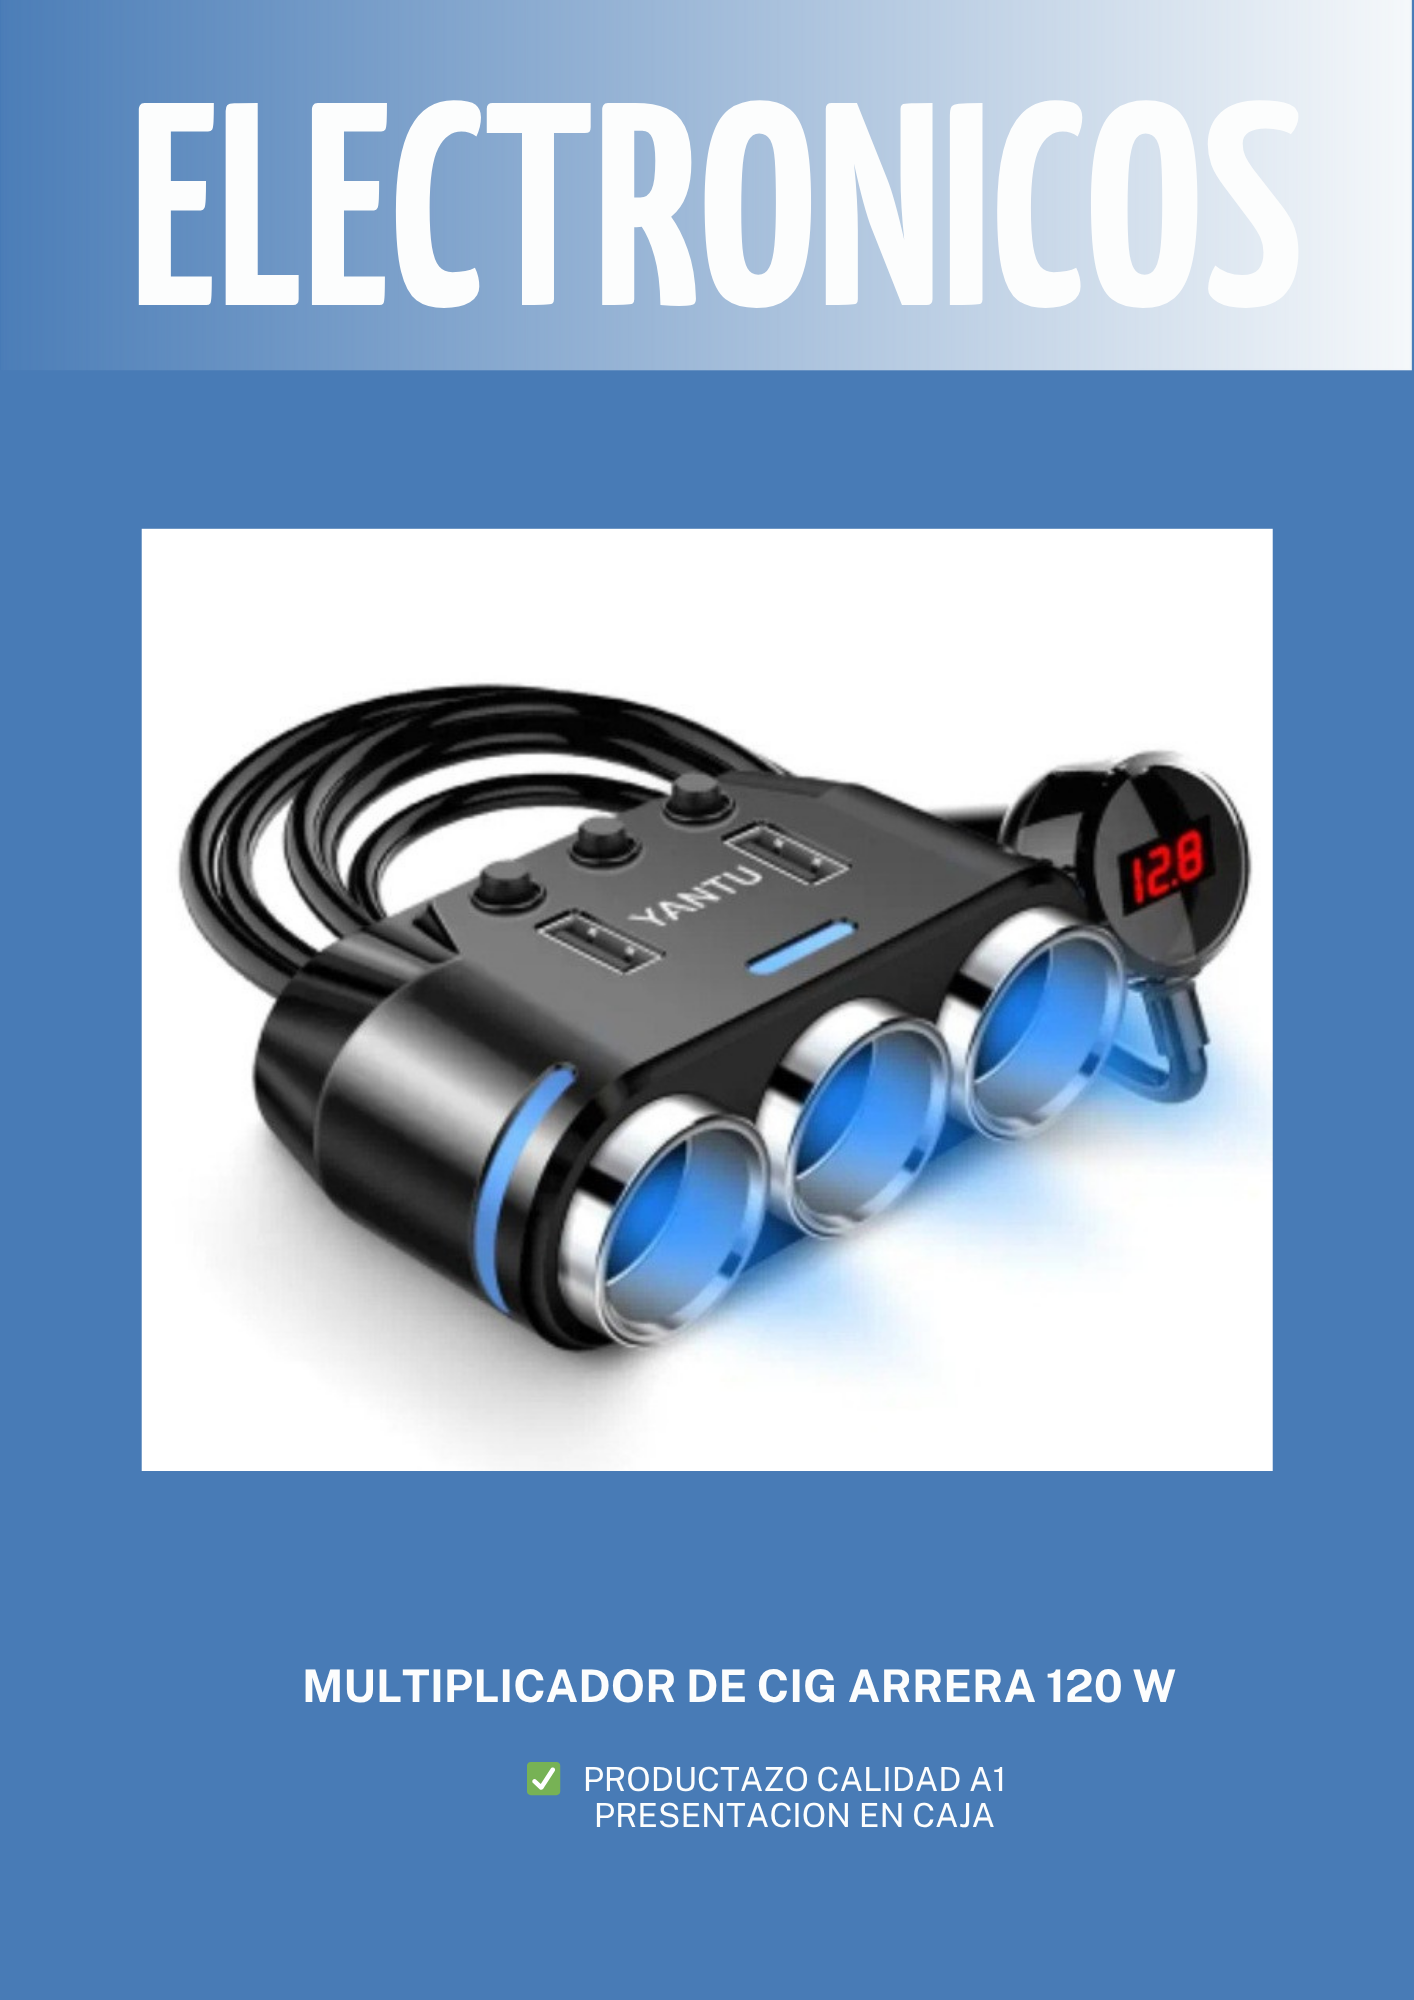 ELECTRONICOS
YANTU
12.8
MULTIPLICADOR DE CIG ARRERA 120 W
✅ PRODUCTAZO CALIDAD A1
PRESENTACION EN CAJA